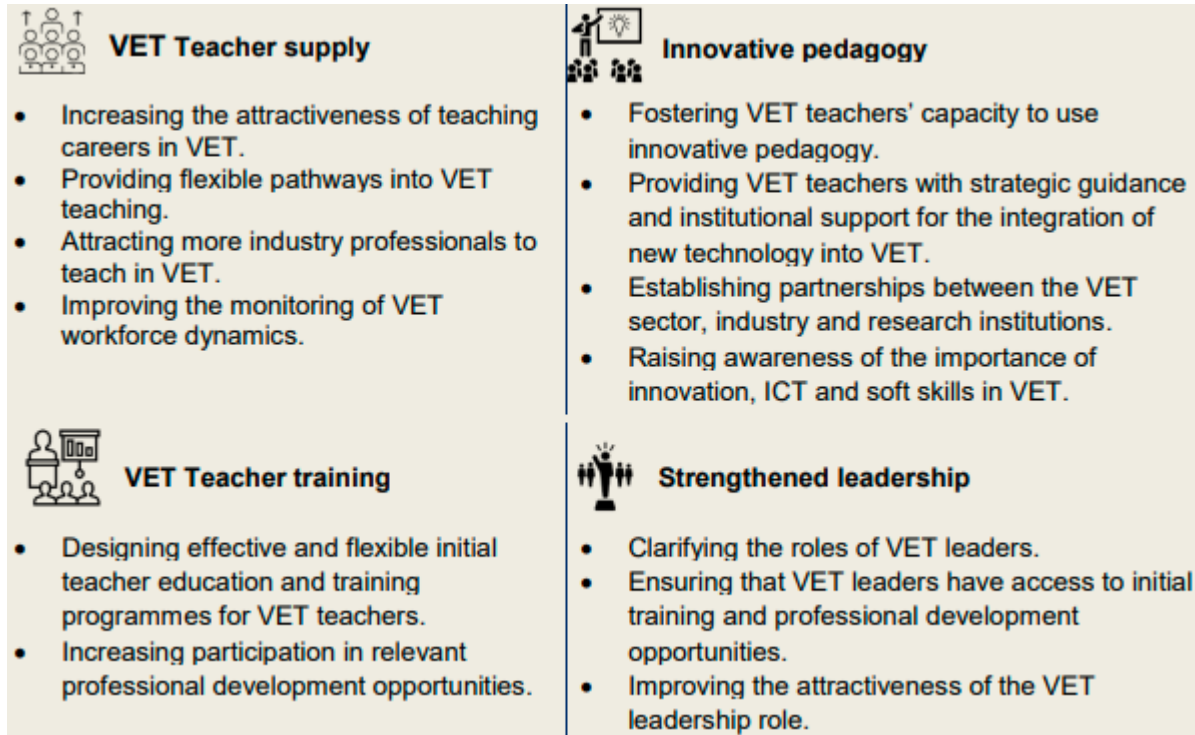 VET Teacher supply
• Increasing the attractiveness of teaching
careers in VET.
• Providing flexible pathways into VET
teaching.
• Attracting more industry professionals to
teach in VET.
• Improving the monitoring of VET
workforce dynamics.
Innovative pedagogy
• Fostering VET teachers’ capacity to use
innovative pedagogy.
• Providing VET teachers with strategic guidance
and institutional support for the integration of
new technology into VET.
• Establishing partnerships between the VET
sector, industry and research institutions.
• Raising awareness of the importance of
innovation, ICT and soft skills in VET.
VET Teacher training
• Designing effective and flexible initial
teacher education and training
programmes for VET teachers.
• Increasing participation in relevant
professional development opportunities.
Strengthened leadership
• Clarifying the roles of VET leaders.
• Ensuring that VET leaders have access to initial
training and professional development
opportunities.
• Improving the attractiveness of the VET
leadership role.